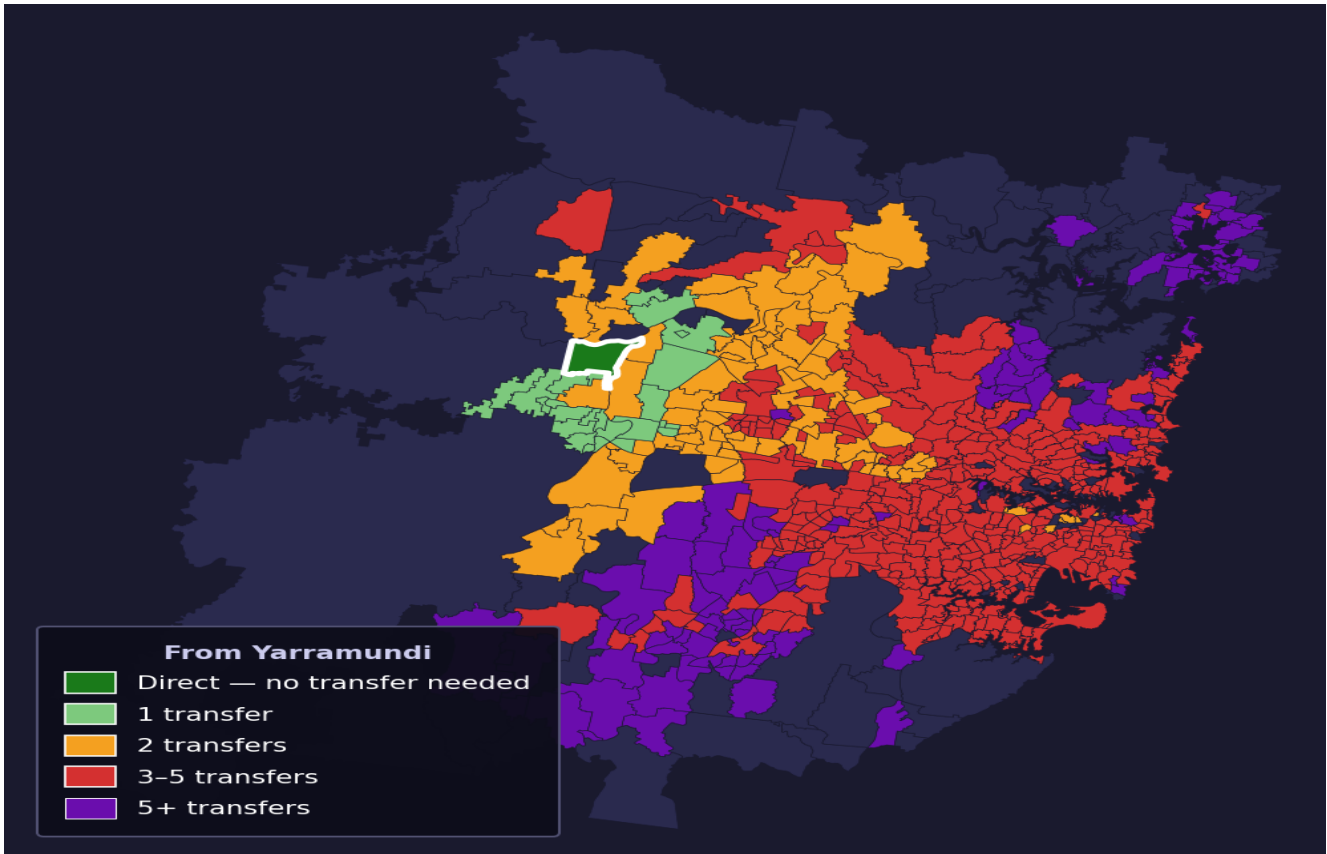 From Yarramundi
Direct — no transfer needed
1 transfer
2 transfers
3–5 transfers
5+ transfers